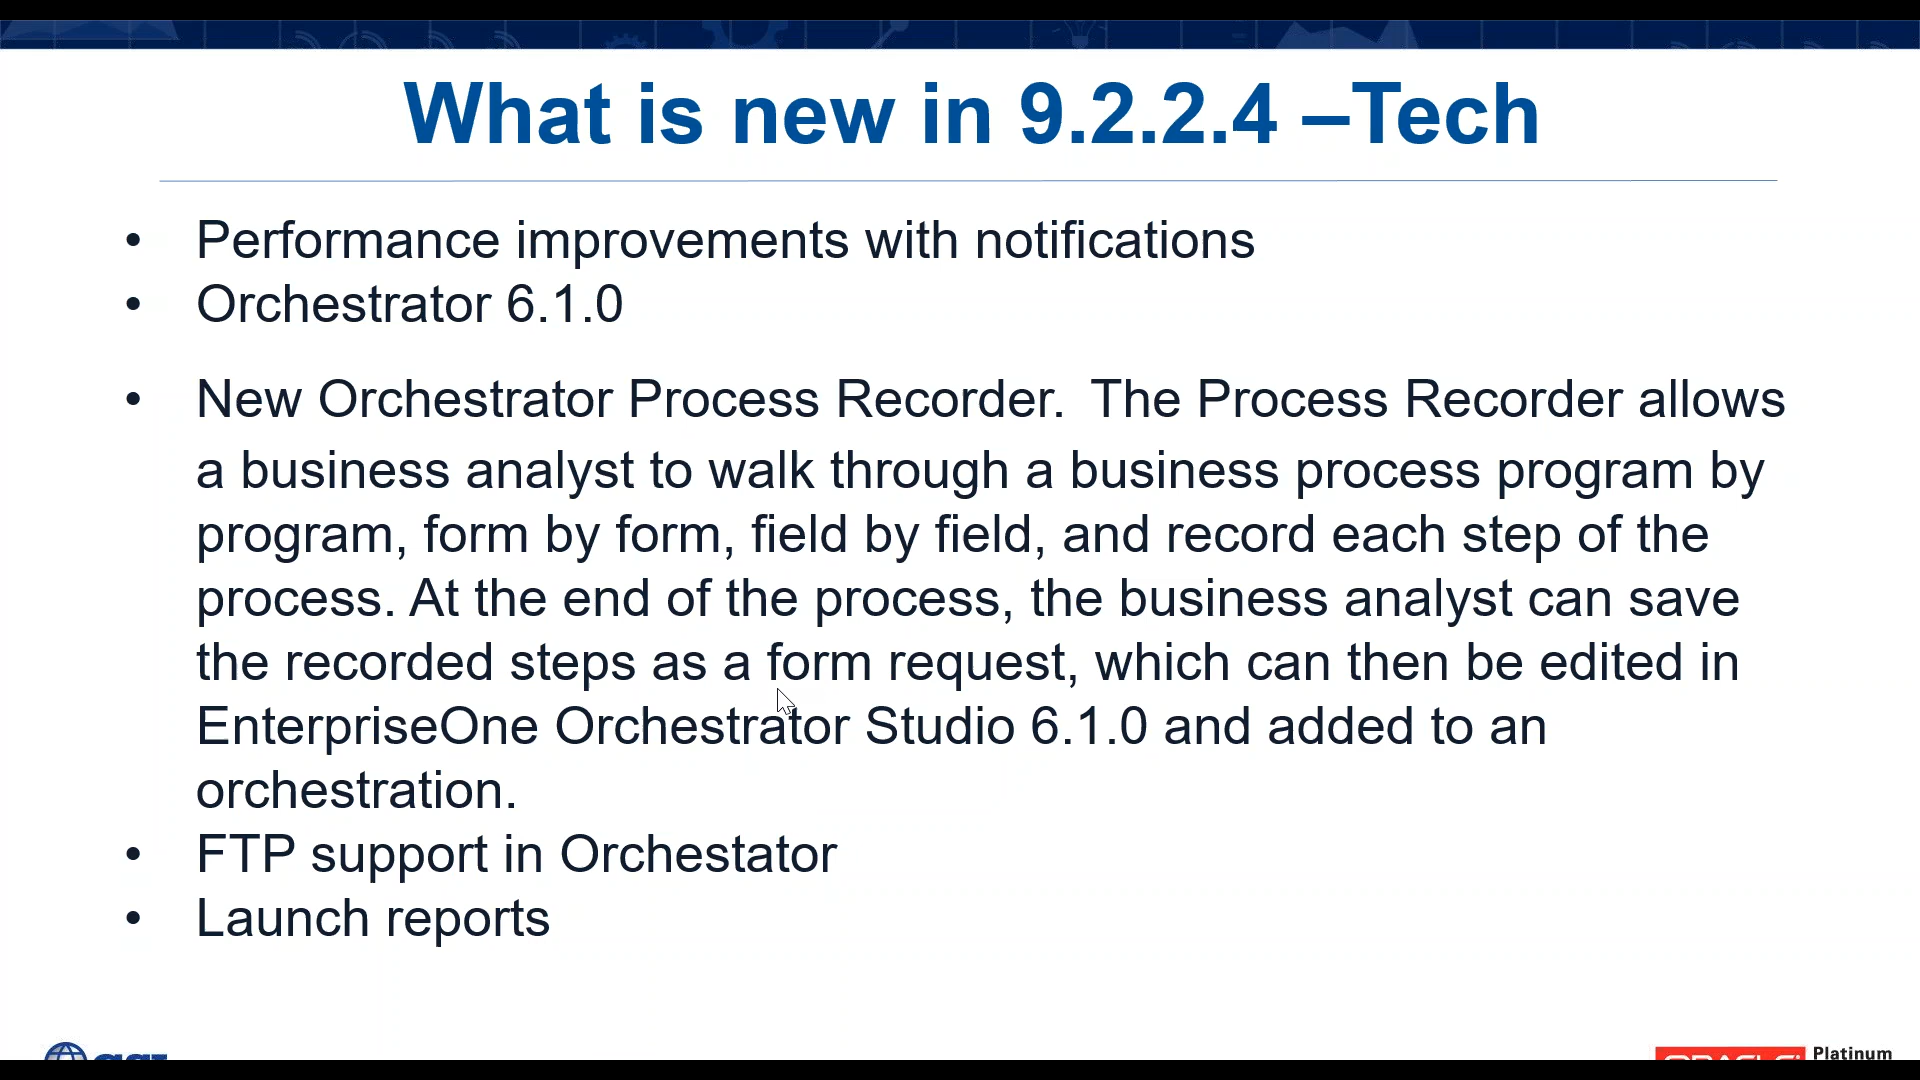 What is new in 9.2.2.4 –Tech
• Performance improvements with notifications
• Orchestrator 6.1.0
• New Orchestrator Process Recorder. The Process Recorder allows
a business analyst to walk through a business process program by
program, form by form, field by field, and record each step of the
process. At the end of the process, the business analyst can save
the recorded steps as a form request, which can then be edited in
EnterpriseOne Orchestrator Studio 6.1.0 and added to an
orchestration.
• FTP support in Orchestator
• Launch reports
ORACLE Platinum